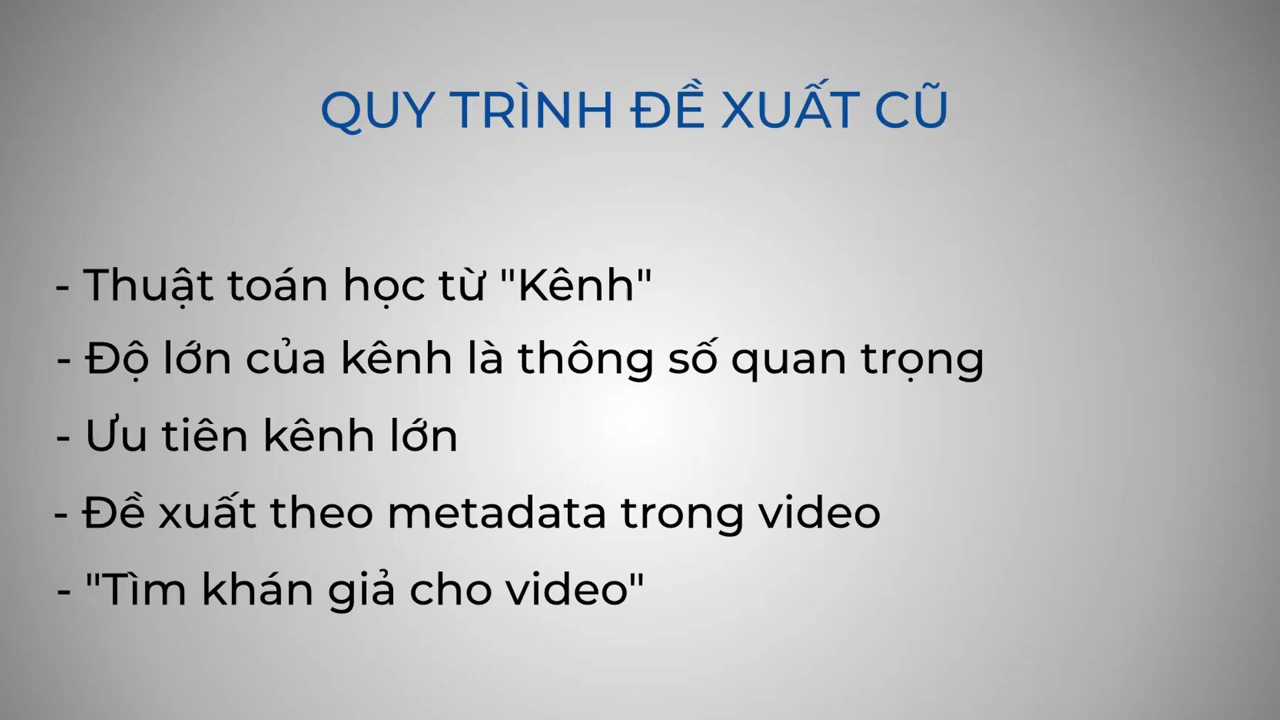 QUY TRÌNH ĐỀ XUẤT CŨ
- Thuật toán học từ "Kênh"
- Độ lớn của kênh là thông số quan trọng
- Ưu tiên kênh lớn
- Đề xuất theo metadata trong video
- "Tìm khán giả cho video"